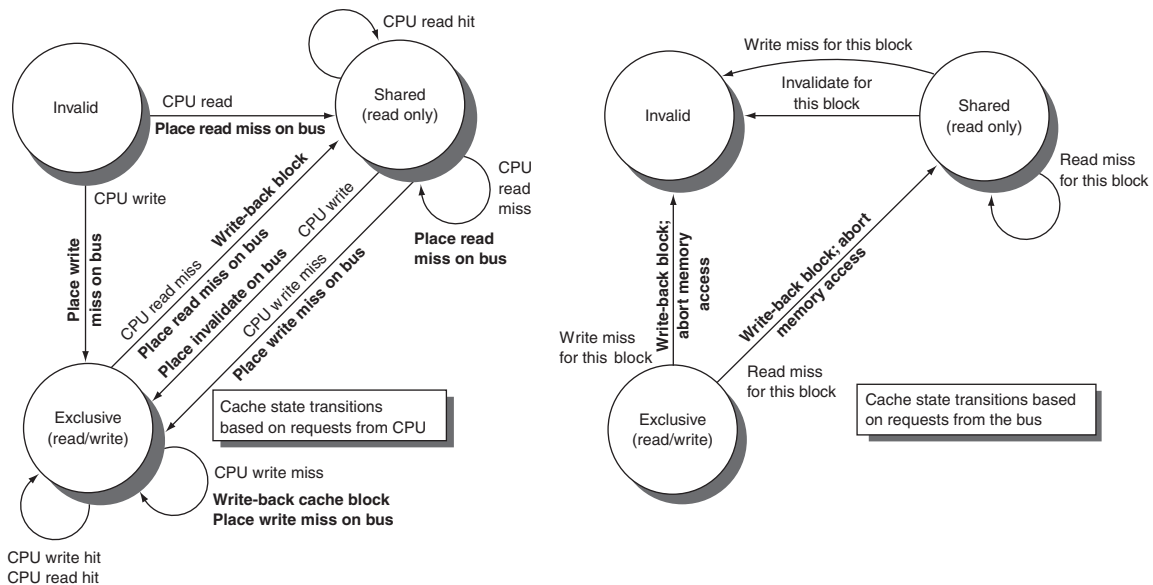 CPU read hit
Invalid
CPU read
Place read miss on bus
Shared
(read only)
CPU write
Place write
miss on bus
CPU read miss
Write-back block
Place read miss on bus
CPU write
Place invalidate on bus
CPU write miss
Place write miss on bus
CPU
read
miss
Place read
miss on bus
Exclusive
(read/write)
Cache state transitions
based on requests from CPU
CPU write miss
Write-back cache block
Place write miss on bus
CPU write hit
CPU read hit
Write miss for this block
Invalidate for
this block
Invalid
Shared
(read only)
Read miss
for this block
Write-back block;
abort memory
access
Write-back block; abort
memory access
Write miss
for this block
Read miss
for this block
Exclusive
(read/write)
Cache state transitions based
on requests from the bus